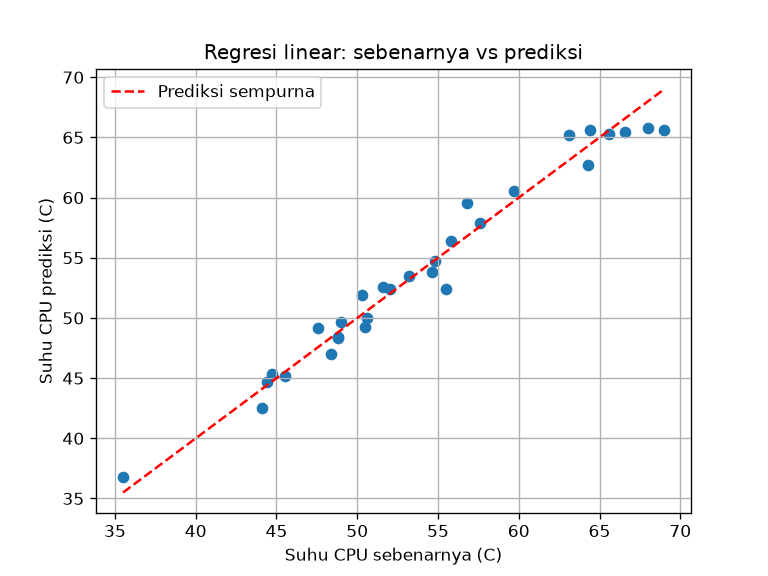 Regresi linear: sebenarnya vs prediksi
Prediksi sempurna
70
65
60
55
50
45
40
35
Suhu CPU prediksi (C)
35 40 45 50 55 60 65 70
Suhu CPU sebenarnya (C)